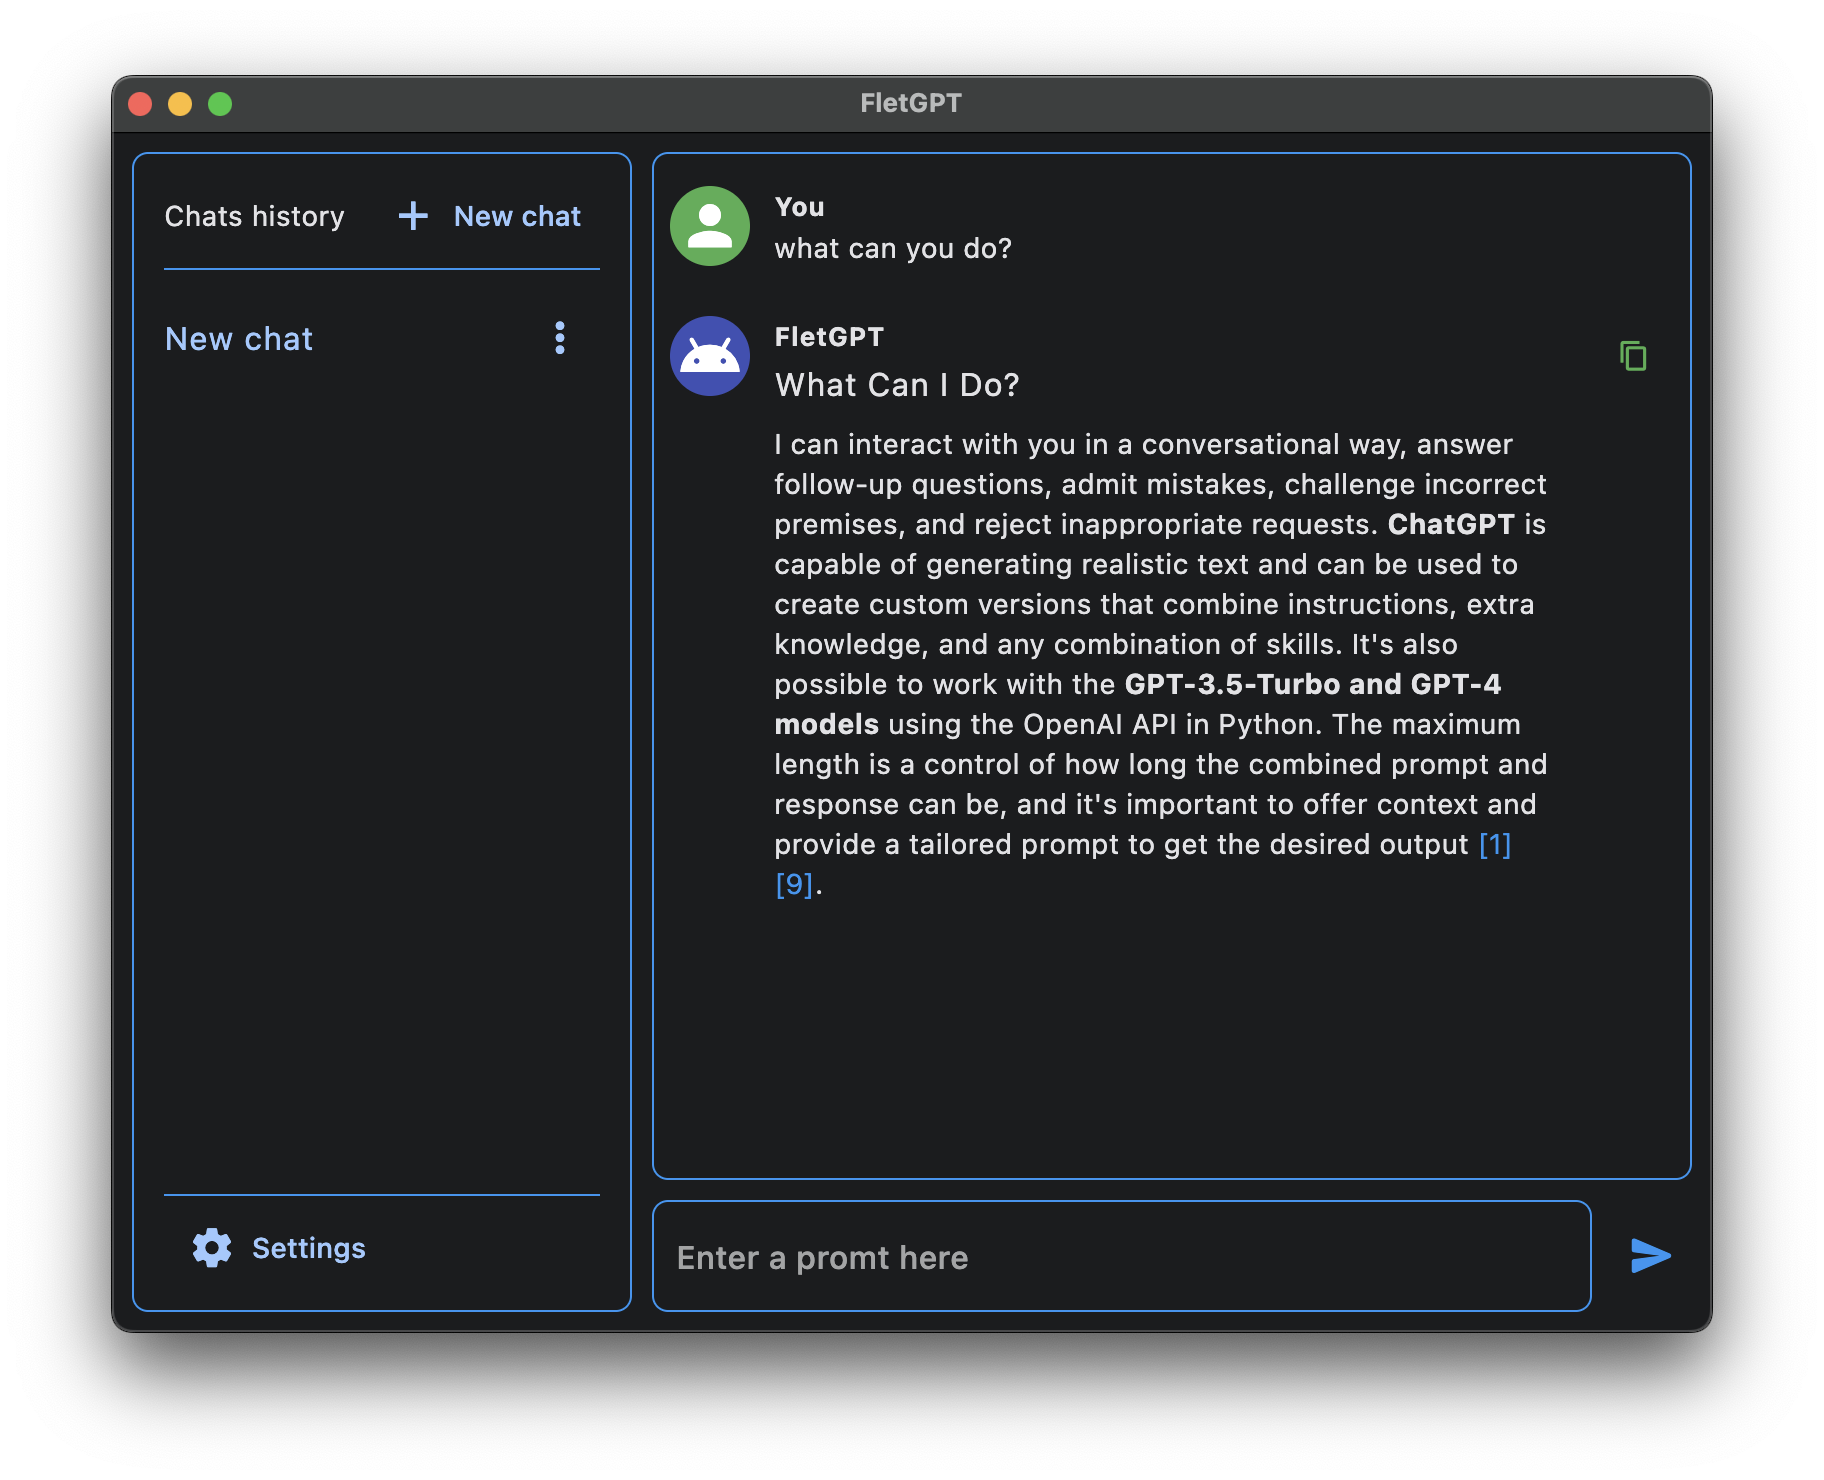 FletGPT
Chats history
New chat
New chat
Settings
You
what can you do?
FletGPT
What Can I Do?
I can interact with you in a conversational way, answer
follow-up questions, admit mistakes, challenge incorrect
premises, and reject inappropriate requests. ChatGPT is
capable of generating realistic text and can be used to
create custom versions that combine instructions, extra
knowledge, and any combination of skills. It's also
possible to work with the GPT-3.5-Turbo and GPT-4
models using the OpenAI API in Python. The maximum
length is a control of how long the combined prompt and
response can be, and it's important to offer context and
provide a tailored prompt to get the desired output [1]
[9].
Enter a promt here